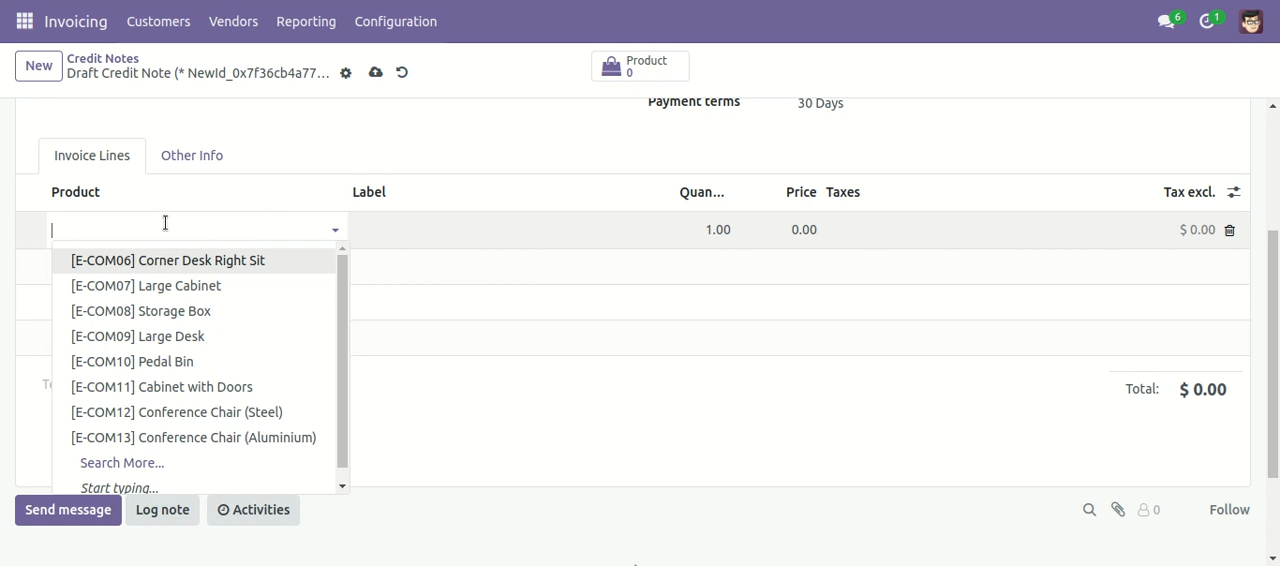 Invoicing Customers Vendors Reporting Configuration 6 1
New Credit Notes
Draft Credit Note (* NewId_0x7f36cb4a77...
Product
0
Payment terms 30 Days
Invoice Lines Other Info
Product Label Quan... Price Taxes Tax excl.
1.00 0.00 $ 0.00
[E-COM06] Corner Desk Right Sit
[E-COM07] Large Cabinet
[E-COM08] Storage Box
[E-COM09] Large Desk
[E-COM10] Pedal Bin
[E-COM11] Cabinet with Doors
Total: $ 0.00
[E-COM12] Conference Chair (Steel)
[E-COM13] Conference Chair (Aluminium)
Search More...
Start typing...
Send message Log note Activities 0 Follow